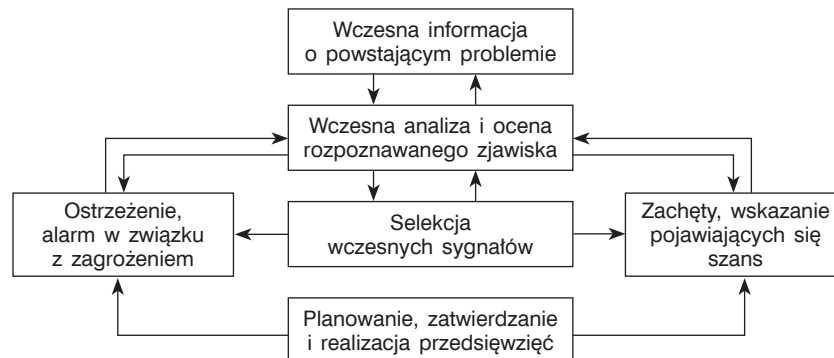 Wczesna informacja
o powstającym problemie
Wczesna analiza i ocena
rozpoznawanego zjawiska
Ostrzeżenie,
alarm w związku
z zagrożeniem
Selekcja
wczesnych sygnałów
Zachęty, wskazanie
pojawiających się
szans
Planowanie, zatwierdzanie
i realizacja przedsięwzięć